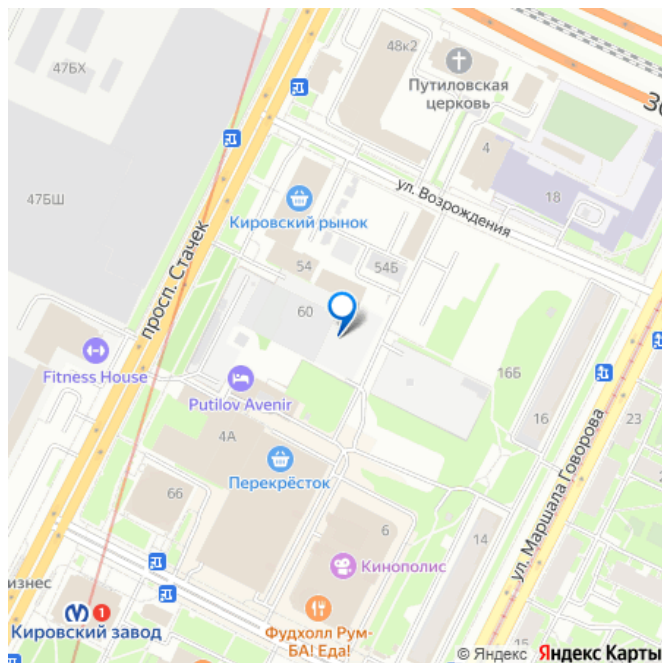 47БХ
48к2
Путиловская
церковь
4
18
47БШ
ул. Возрождения
Кировский рынок
просп. Стачек
54
54Б
60
Fitness House
Putilov Avenir
16Б
16
23
4А
Перекрёсток
66
6
14
ул. Маршала Говорова
Кинополис
изнес
1
Кировский завод
Фудхолл Рум-
БА! Еда!
© Яндекс Яндекс Карты